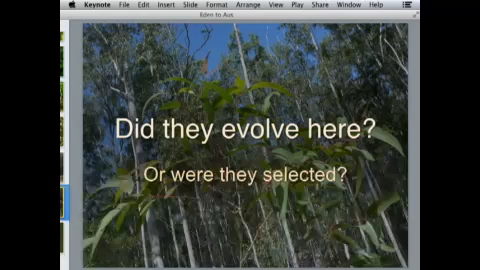 Keynote File Edit Insert Slide Format Arrange View Play Share Window Help
Eden to Aus
Did they evolve here?
Or were they selected?